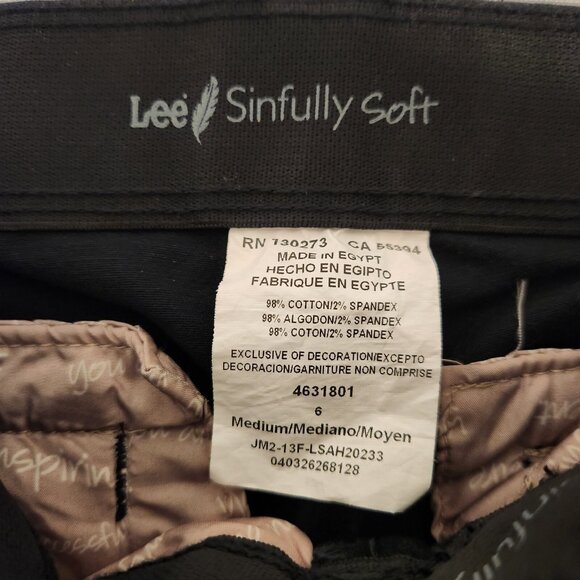 Lee Sinfully Soft
RN 130273 CA 55394
MADE IN EGYPT
HECHO EN EGIPTO
FABRIQUE EN EGYPTE
98% COTTON/2% SPANDEX
98% ALGODON/2% SPANDEX
98% COTON/2% SPANDEX
EXCLUSIVE OF DECORATION/EXCEPTO
DECORACION/GARNITURE NON COMPRISE
4631801
6
Medium/Mediano/Moyen
JM2-13F-LSAH20233
040326268128
you